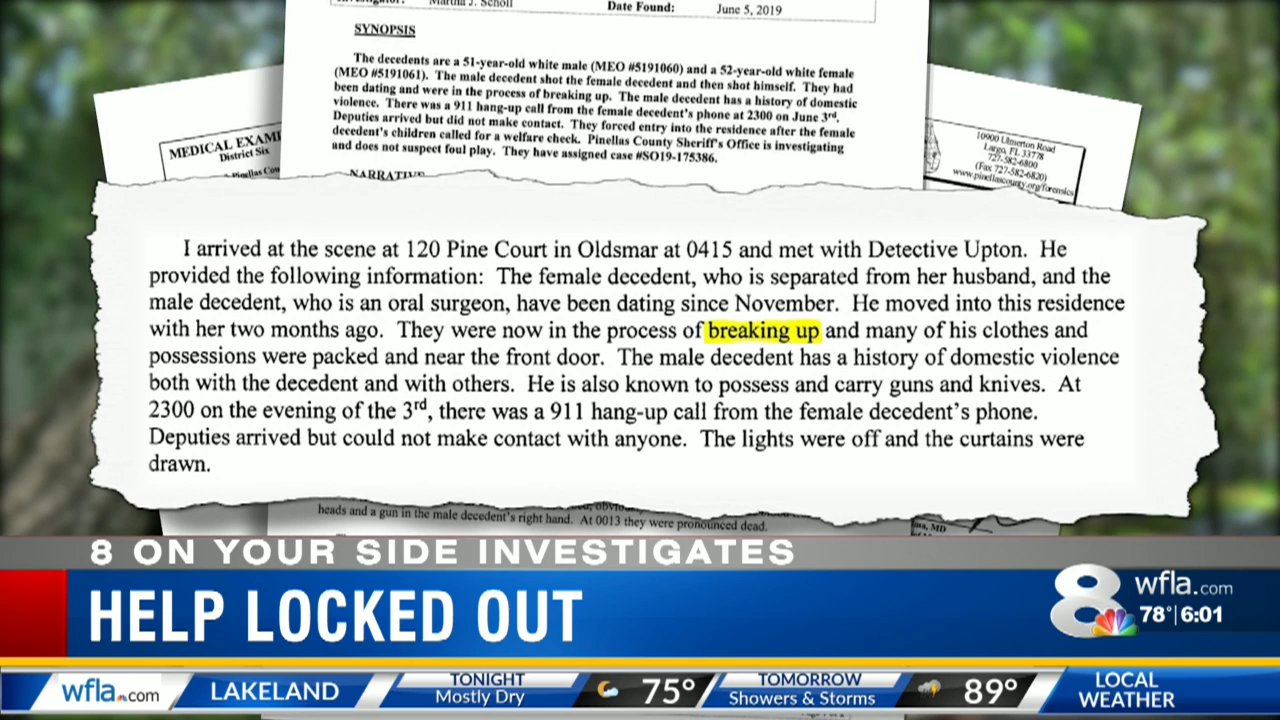 Martha J. Scholl
Date Found: June 5, 2019
SYNOPSIS
The decedents are a 51-year-old white male (MEO #5191060) and a 52-year-old white female
(MEO #5191061). The male decedent shot the female decedent and then shot himself. They had
been dating and were in the process of breaking up. The male decedent has a history of domestic
violence. There was a 911 hang-up call from the female decedent's phone at 2300 on June 3rd.
Deputies arrived but did not make contact. They forced entry into the residence after the female
decedent's children called for a welfare check. Pinellas County Sheriff's Office is investigating
and does not suspect foul play. They have assigned case #SO19-175386.
NARRATIVE
MEDICAL EXAMI
District Six
Pinellas Coun
10900 Ulmerton Road
Largo, FL 33778
727-582-6800
(Fax 727-582-6820)
www.pinellascounty.org/forensics
I arrived at the scene at 120 Pine Court in Oldsmar at 0415 and met with Detective Upton. He
provided the following information: The female decedent, who is separated from her husband, and the
male decedent, who is an oral surgeon, have been dating since November. He moved into this residence
with her two months ago. They were now in the process of breaking up and many of his clothes and
possessions were packed and near the front door. The male decedent has a history of domestic violence
both with the decedent and with others. He is also known to possess and carry guns and knives. At
2300 on the evening of the 3rd, there was a 911 hang-up call from the female decedent's phone.
Deputies arrived but could not make contact with anyone. The lights were off and the curtains were
drawn.
heads and a gun in the male decedent's right hand. At 0013 they were pronounced dead.
MD
8 ON YOUR SIDE INVESTIGATES
HELP LOCKED OUT
8 wfla.com
78° 6:01
wfla.com LAKELAND TONIGHT Mostly Dry 75° TOMORROW Showers & Storms 89° LOCAL WEATHER